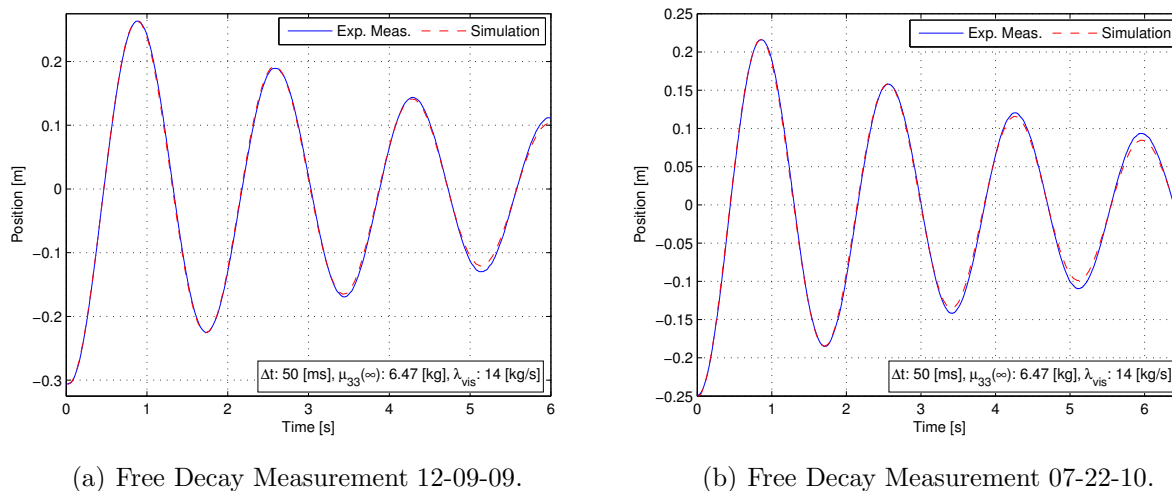 Exp. Meas. Simulation
0.2
0.1
0
−0.1
−0.2
−0.3
Position [m]
Δt: 50 [ms], μ33(∞): 6.47 [kg], λvis: 14 [kg/s]
0 1 2 3 4 5 6
Time [s]
(a) Free Decay Measurement 12-09-09.
Exp. Meas. Simulation
0.25
0.2
0.15
0.1
0.05
0
−0.05
−0.1
−0.15
−0.2
−0.25
Position [m]
Δt: 50 [ms], μ33(∞): 6.47 [kg], λvis: 14 [kg/s]
0 1 2 3 4 5 6
Time [s]
(b) Free Decay Measurement 07-22-10.